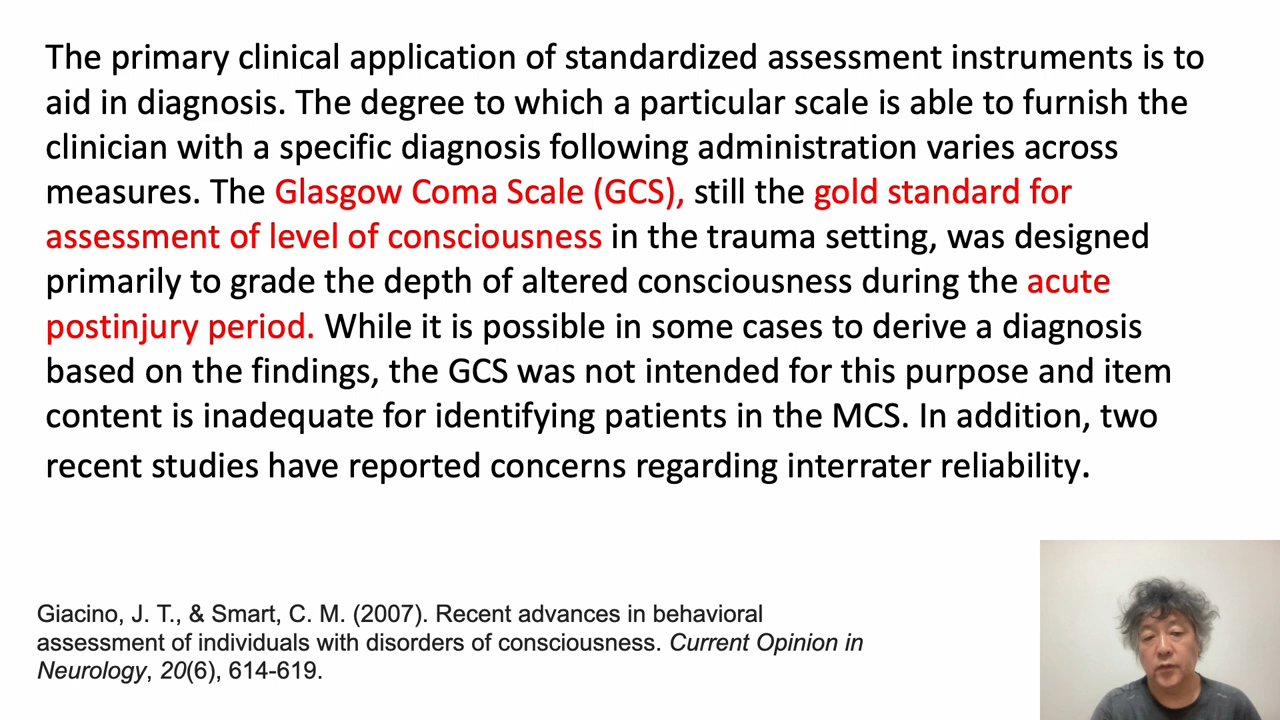 The primary clinical application of standardized assessment instruments is to
aid in diagnosis. The degree to which a particular scale is able to furnish the
clinician with a specific diagnosis following administration varies across
measures. The Glasgow Coma Scale (GCS), still the gold standard for
assessment of level of consciousness in the trauma setting, was designed
primarily to grade the depth of altered consciousness during the acute
postinjury period. While it is possible in some cases to derive a diagnosis
based on the findings, the GCS was not intended for this purpose and item
content is inadequate for identifying patients in the MCS. In addition, two
recent studies have reported concerns regarding interrater reliability.
Giacino, J. T., & Smart, C. M. (2007). Recent advances in behavioral
assessment of individuals with disorders of consciousness. Current Opinion in
Neurology, 20(6), 614-619.